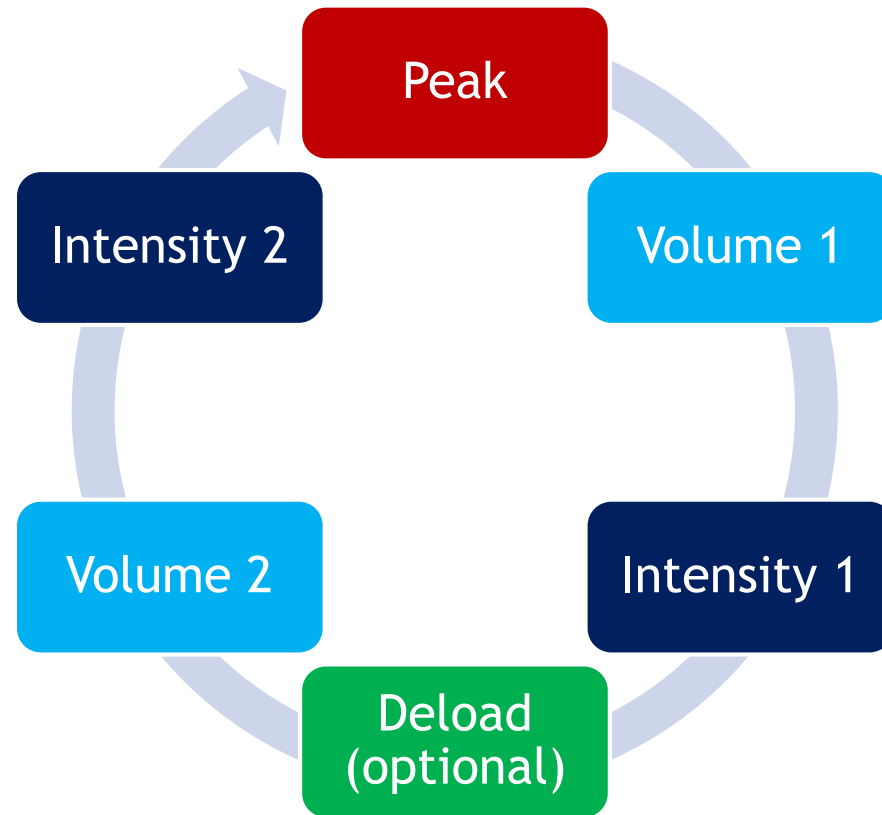 Peak
Volume 1
Intensity 1
Deload
(optional)
Volume 2
Intensity 2